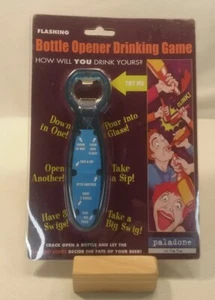 FLASHING
Bottle Opener Drinking Game
HOW WILL YOU DRINK YOURS?
TRY ME
Down in One!
Pour into a Glass!
Open Another!
Take a Sip!
Have 3 Swigs!
Take a Big Swig!
paladone
CRACK OPEN A BOTTLE AND LET THE
DECIDE THE FATE OF YOUR BEER!